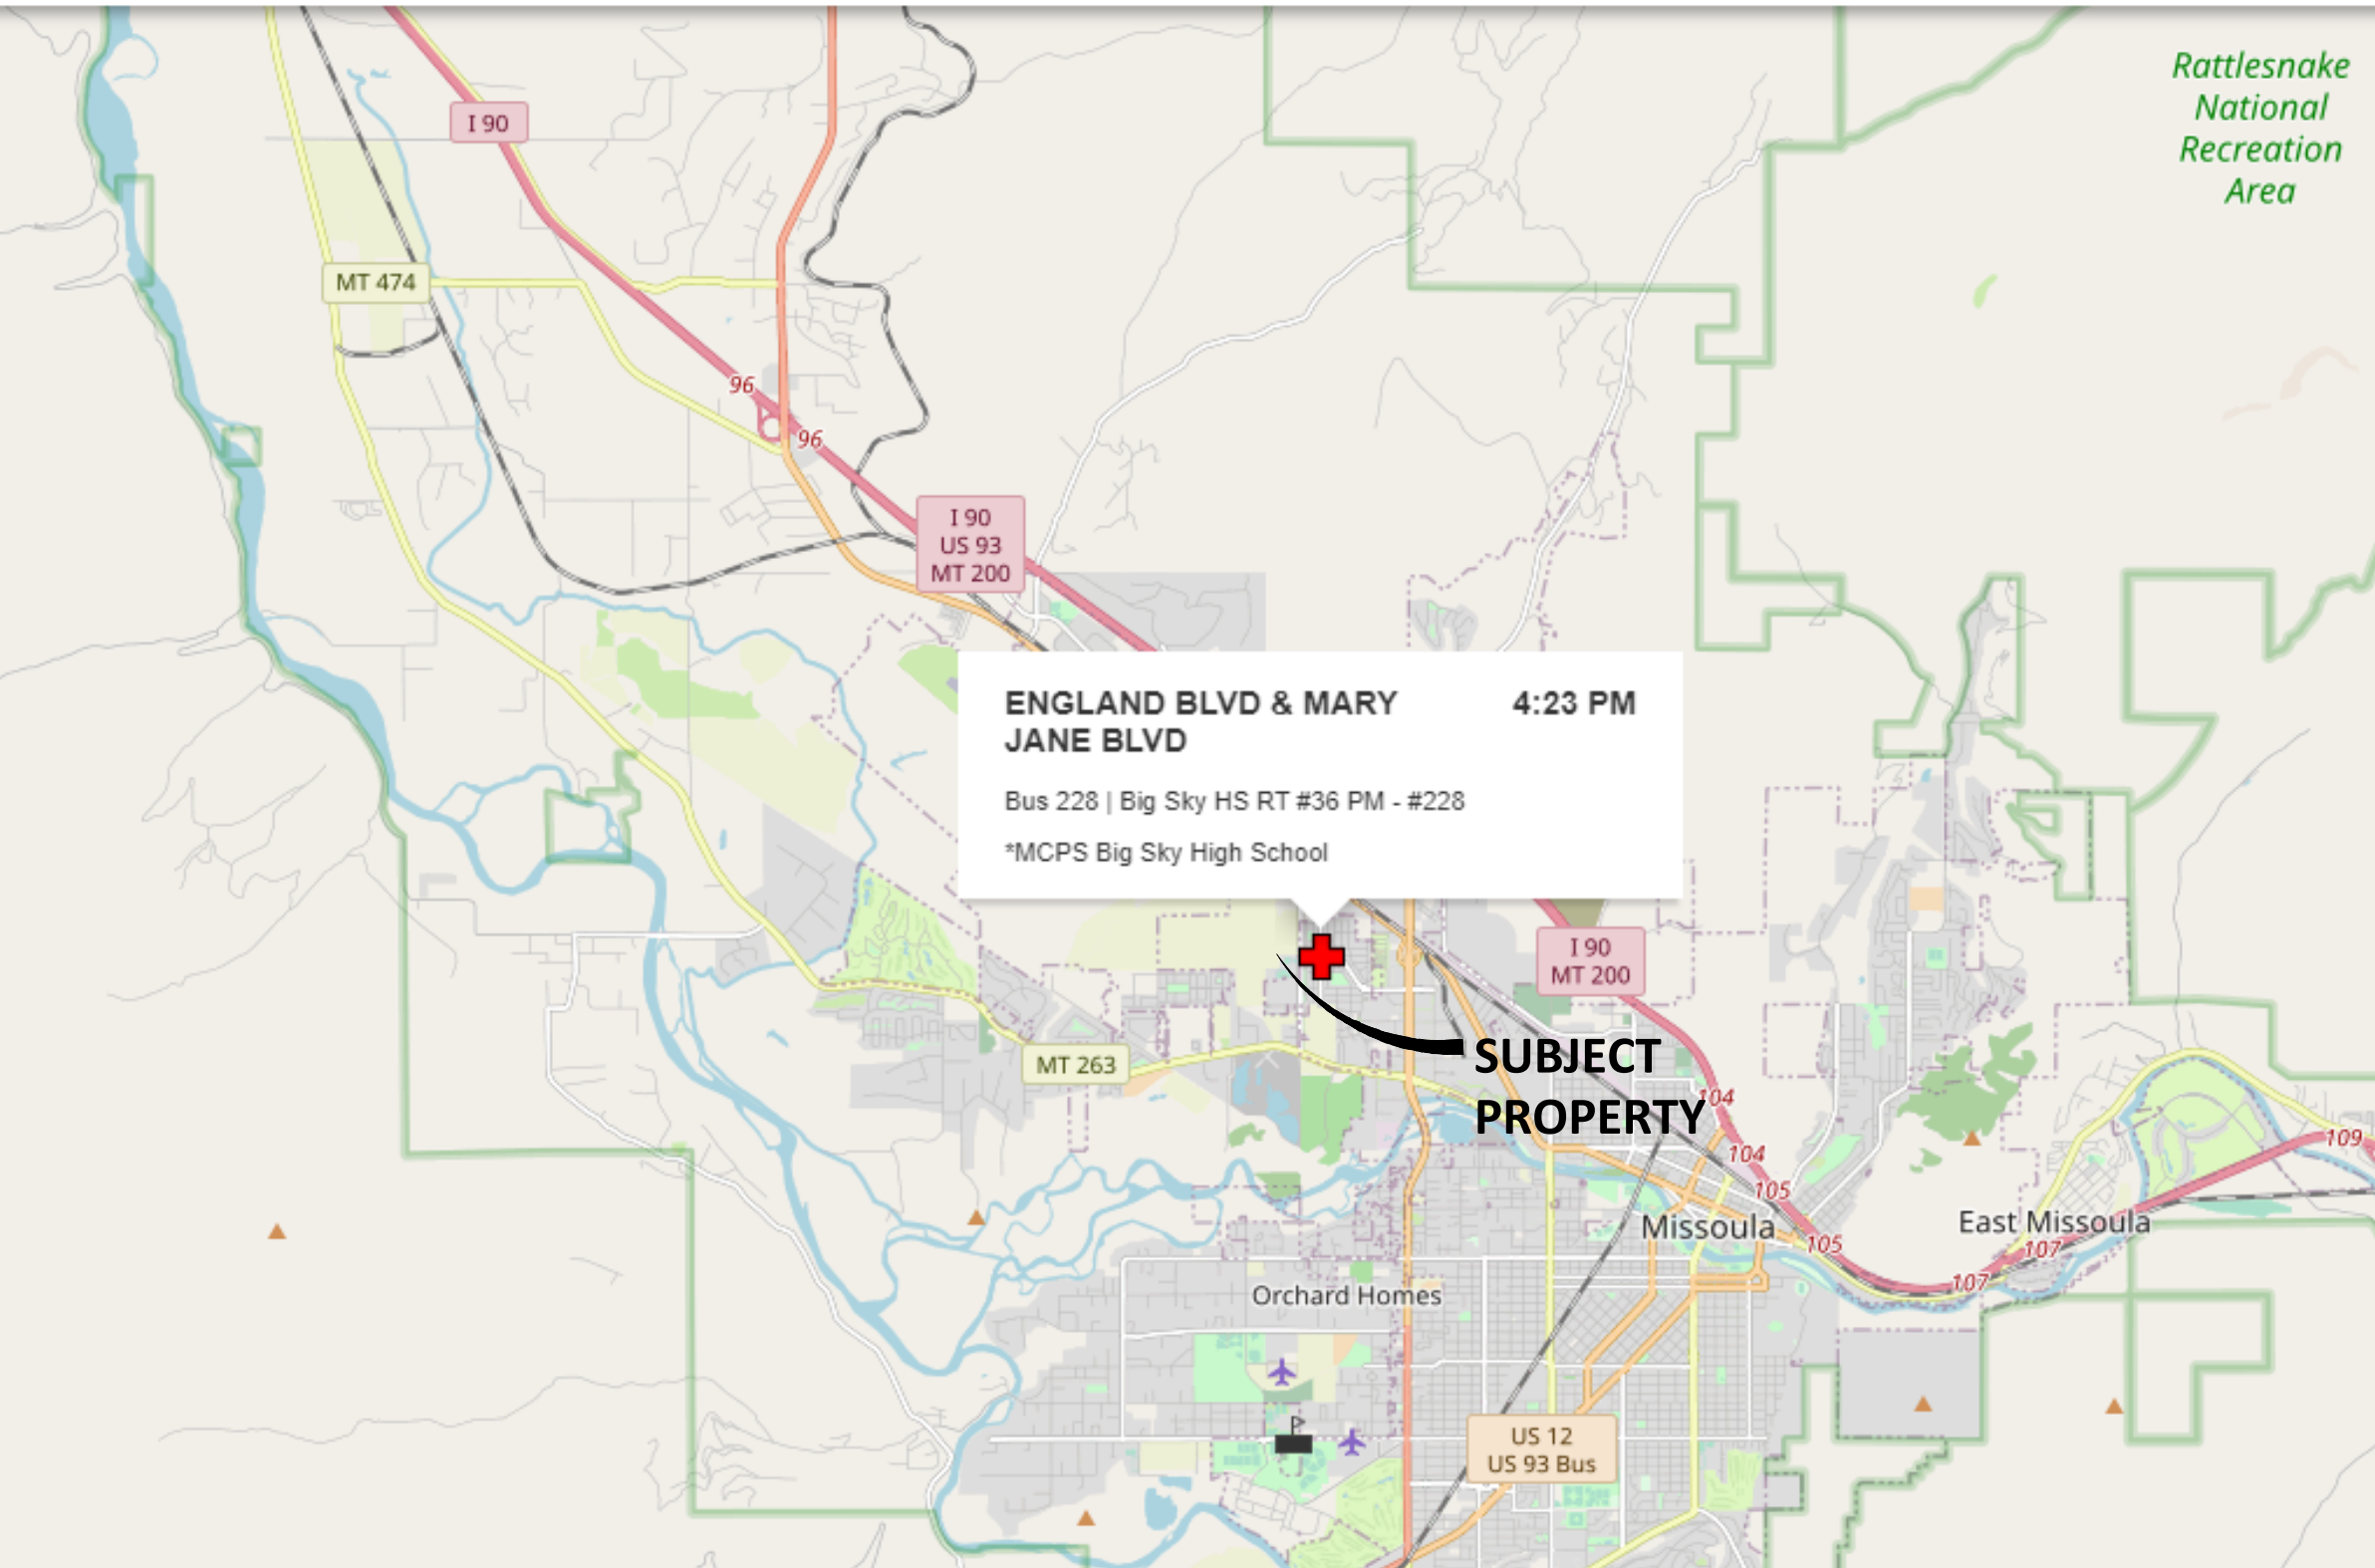 Rattlesnake
National
Recreation
Area
I 90
MT 474
96
96
I 90
US 93
MT 200
ENGLAND BLVD & MARY
JANE BLVD
4:23 PM
Bus 228 | Big Sky HS RT #36 PM - #228
*MCPS Big Sky High School
I 90
MT 200
SUBJECT
PROPERTY
MT 263
104
104
109
105
Missoula
East Missoula
105
107
107
Orchard Homes
US 12
US 93 Bus